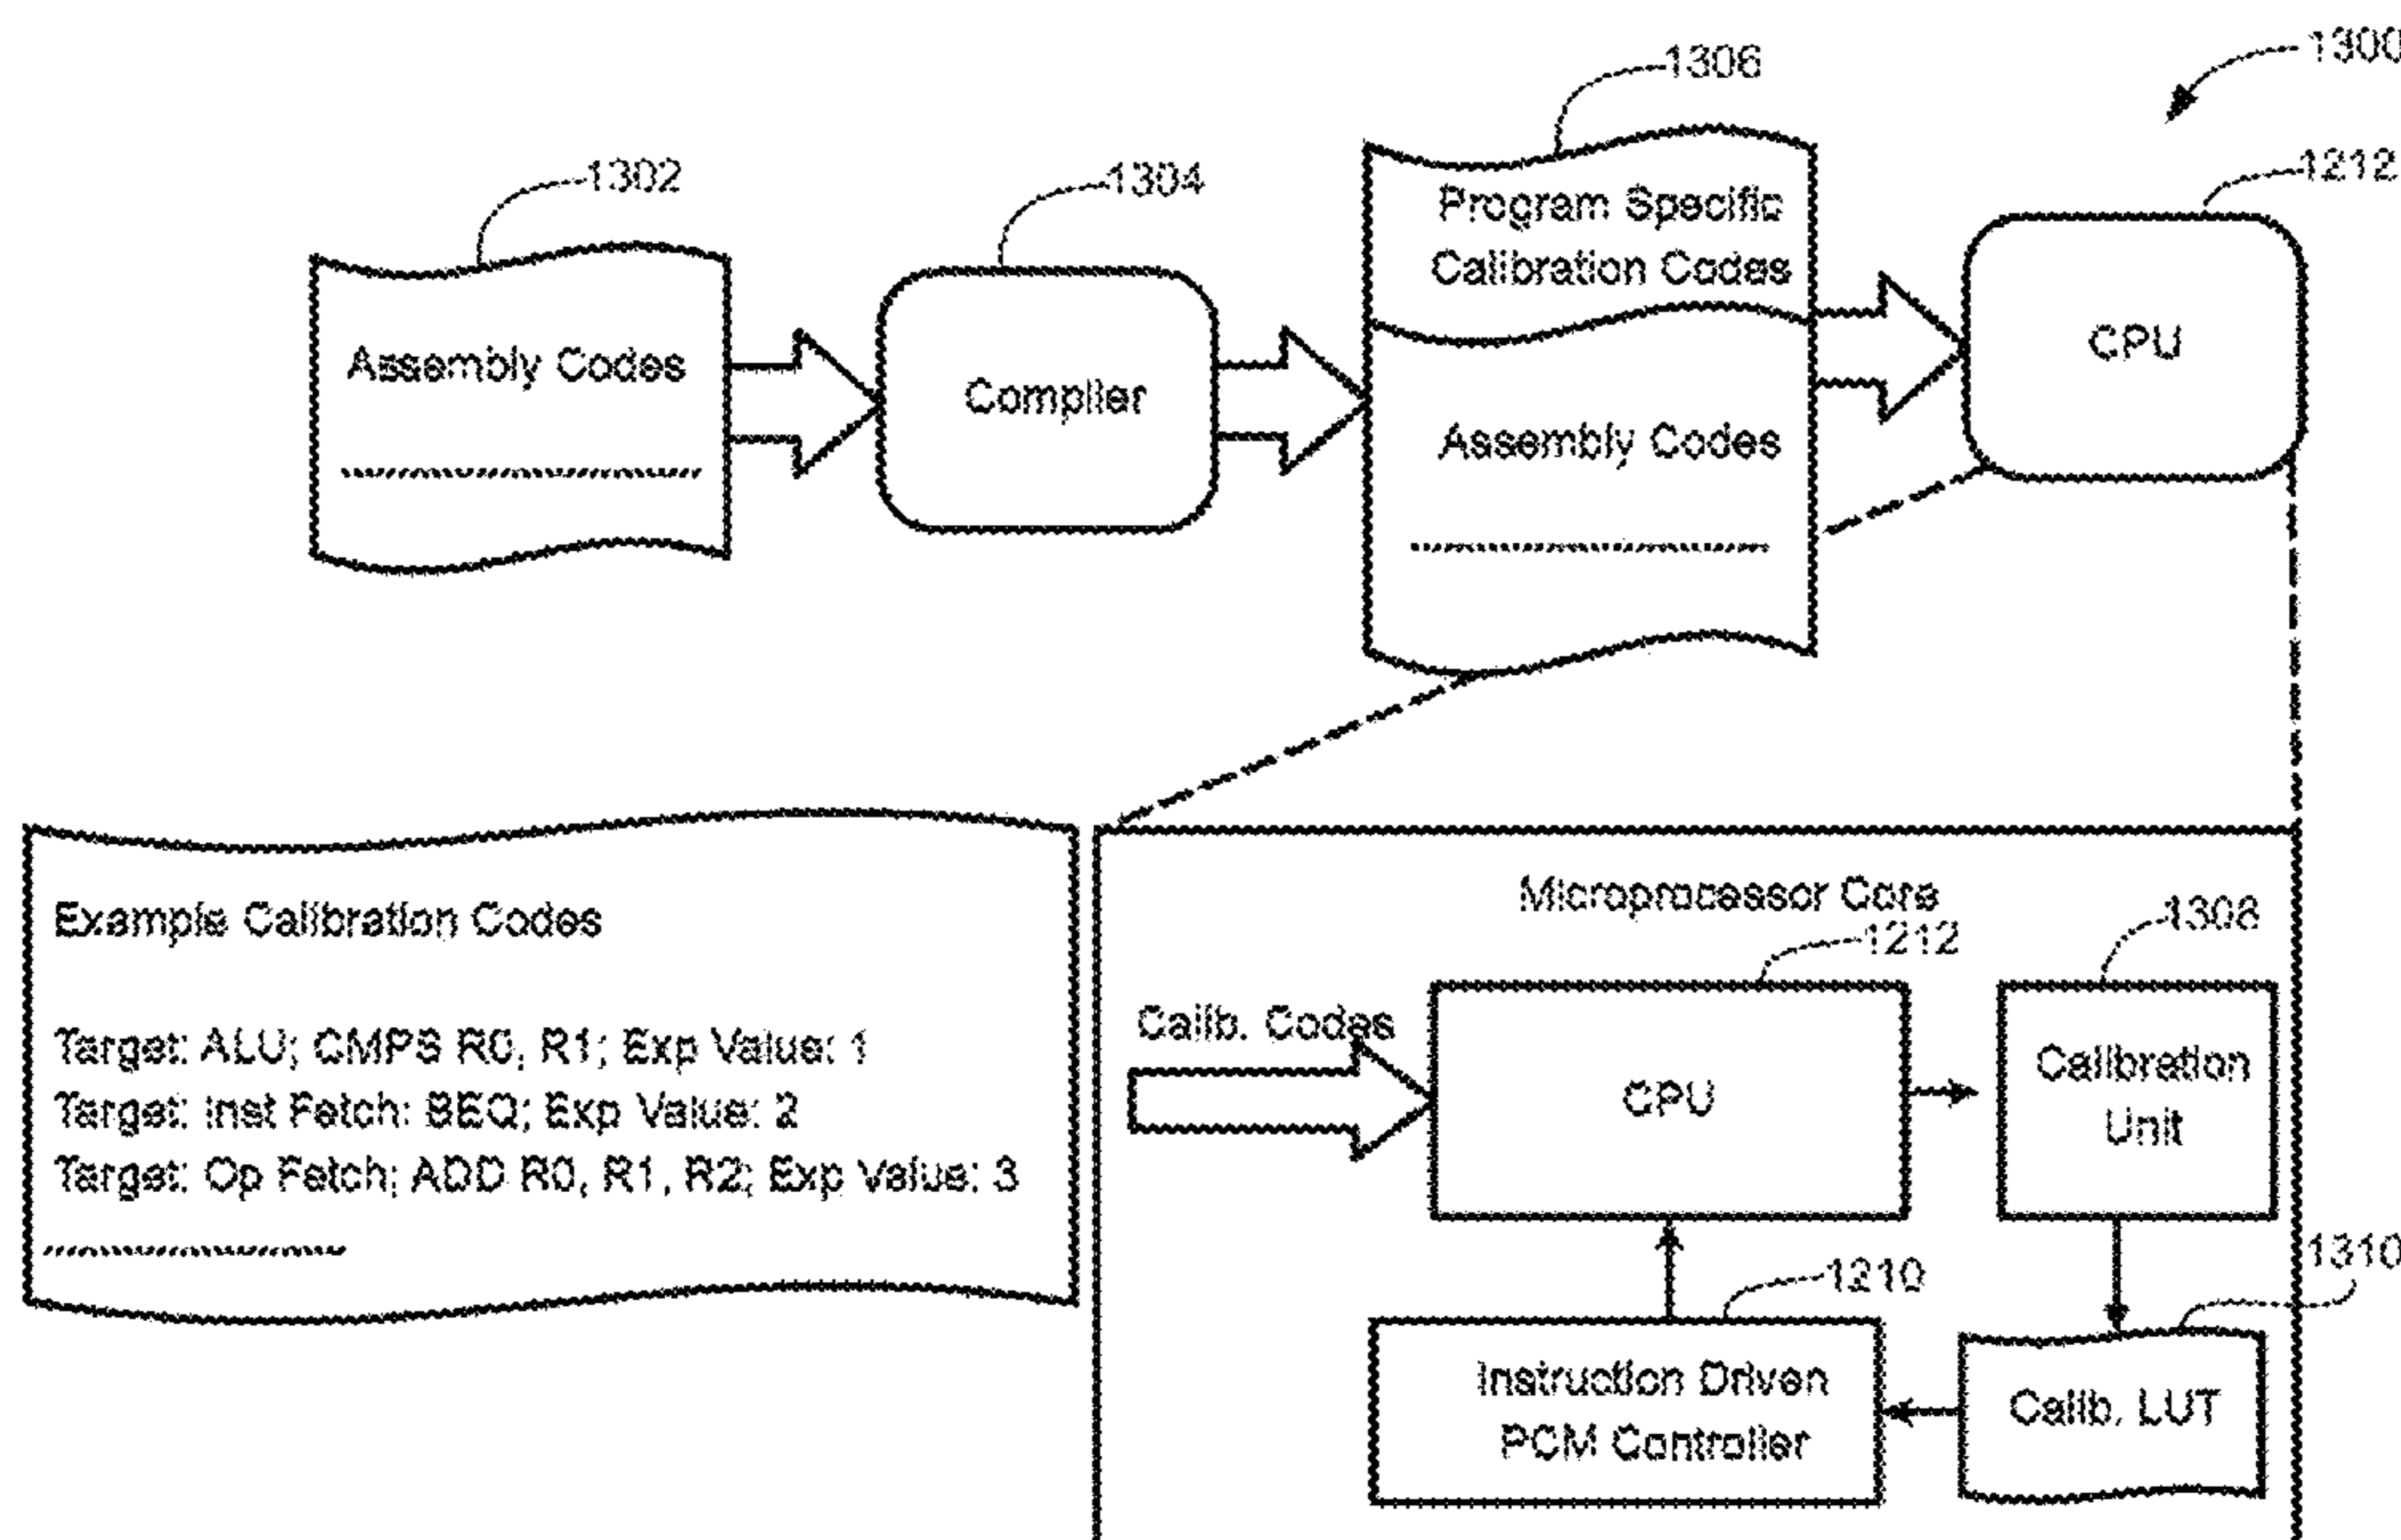 1300
1306
1212
1302
1304
Program Specific
Calibration Codes
Assembly Codes
Compiler
CPU
Assembly Codes
Microprocessor Core
Example Calibration Codes
1212
1308
Calib. Codes
Target: ALU; CMPS R0, R1; Exp Value: 1
CPU
Calibration
Unit
Target: Inst Fetch: BEQ; Exp Value: 2
Target: Op Fetch; ADD R0, R1, R2; Exp Value: 3
1210
1310
Instruction Driven
PCM Controller
Calib. LUT